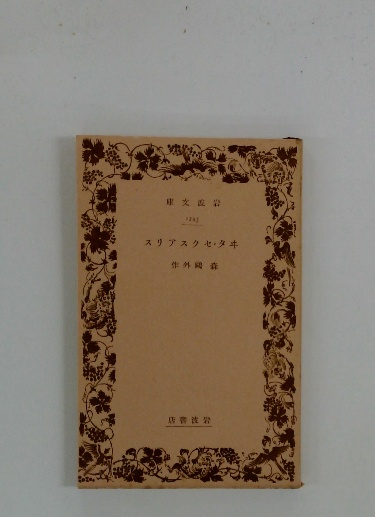 岩波文庫
ヰタ・セクスアリス
森鷗外作
岩波書店